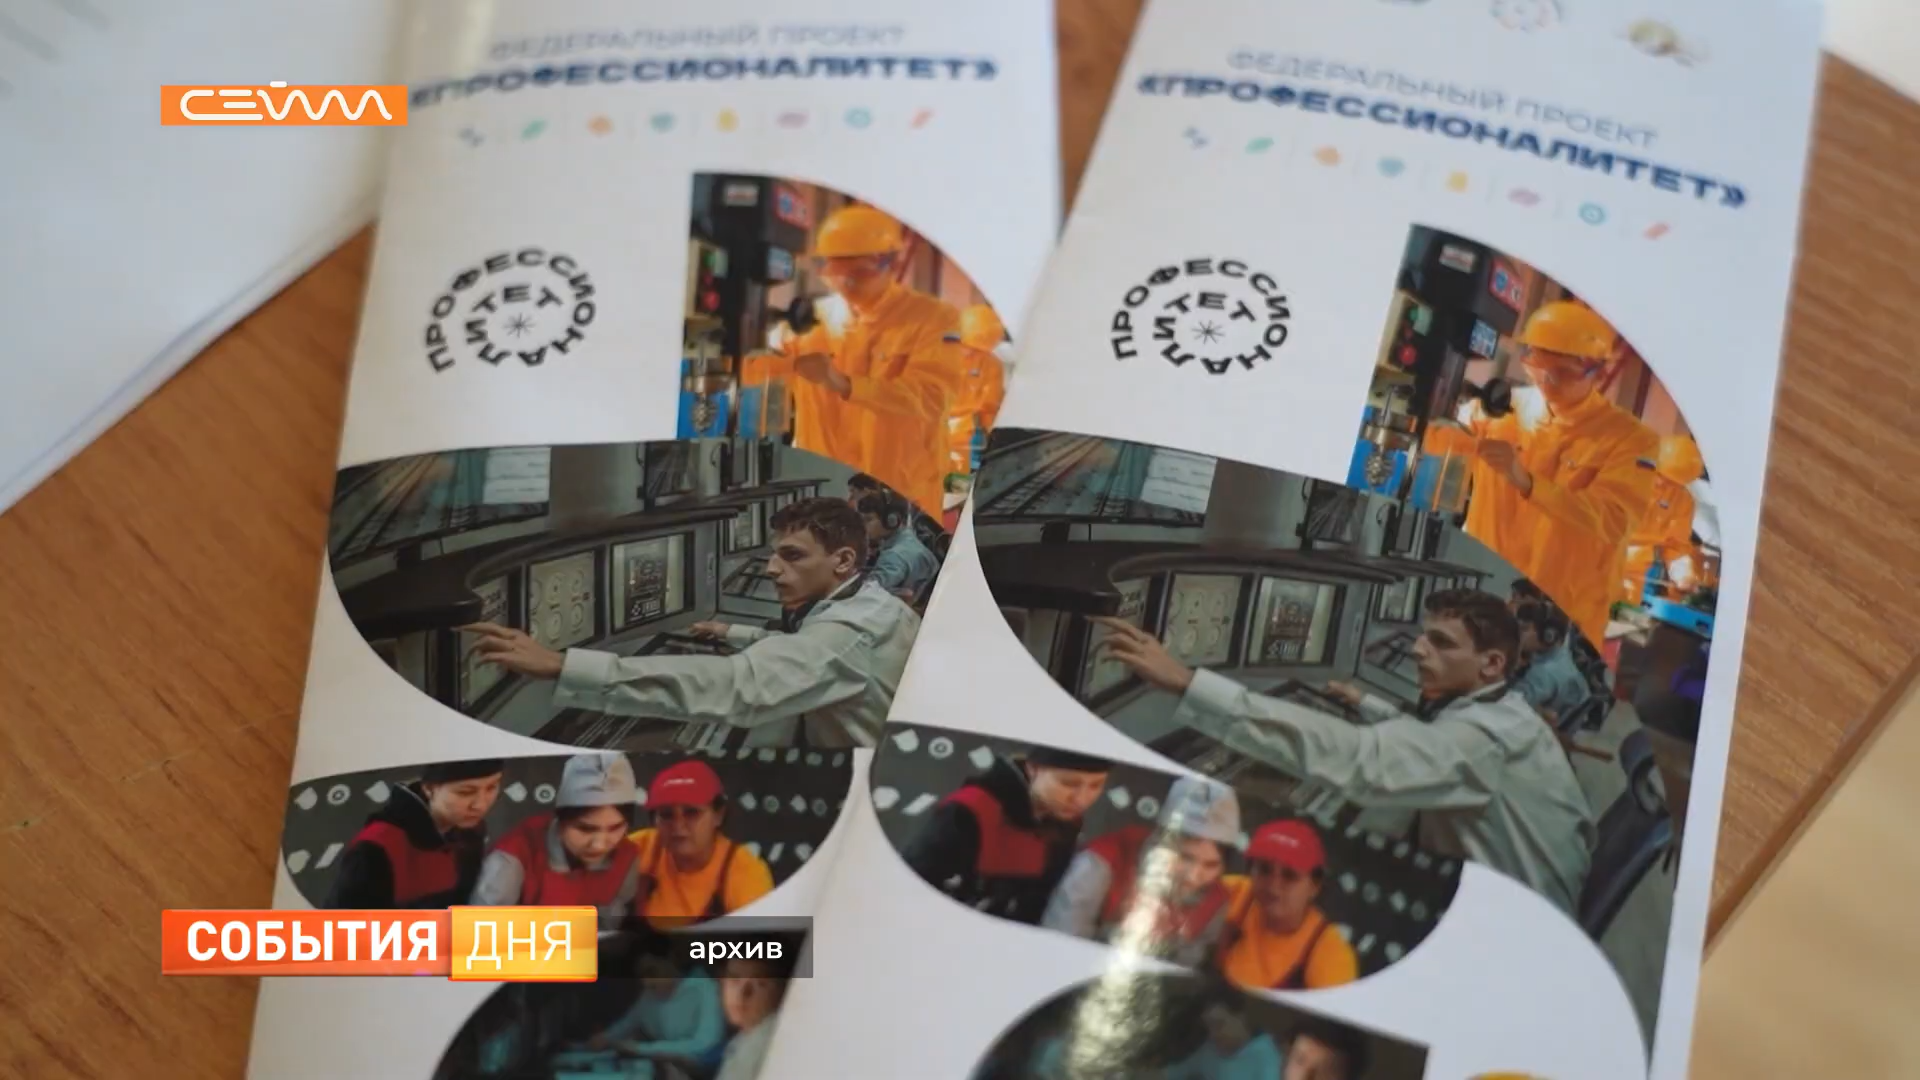 СЕЙМ
ФЕДЕРАЛЬНЫЙ ПРОЕКТ
«ПРОФЕССИОНАЛИТЕТ»
ПРОФЕССИОНАЛИТЕТ
ФЕДЕРАЛЬНЫЙ ПРОЕКТ
«ПРОФЕССИОНАЛИТЕТ»
ПРОФЕССИОНАЛИТЕТ
СОБЫТИЯ ДНЯ
архив